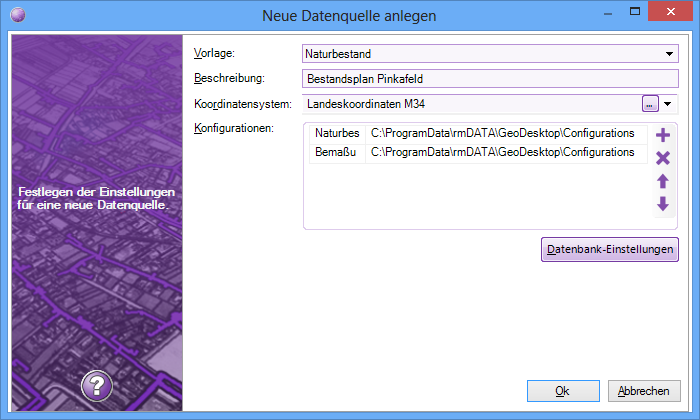 Neue Datenquelle anlegen
Vorlage: Naturbestand
Beschreibung: Bestandsplan Pinkafeld
Koordinatensystem: Landeskoordinaten M34 ...
Konfigurationen:
Naturbes C:\ProgramData\rmDATA\GeoDesktop\Configurations
Bemaßu C:\ProgramData\rmDATA\GeoDesktop\Configurations
Festlegen der Einstellungen
für eine neue Datenquelle.
Datenbank-Einstellungen
?
Ok Abbrechen